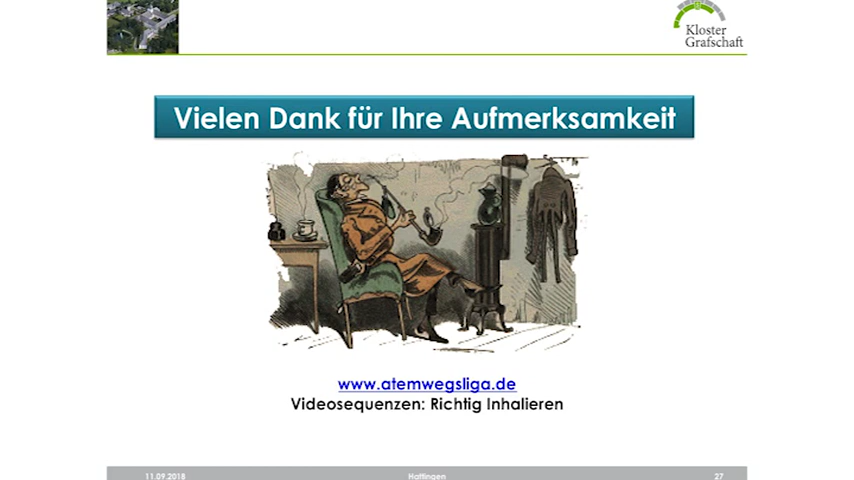 Kloster
Grafschaft
Vielen Dank für Ihre Aufmerksamkeit
www.atemwegsliga.de
Videosequenzen: Richtig Inhalieren
11.09.2018
Hattingen
27